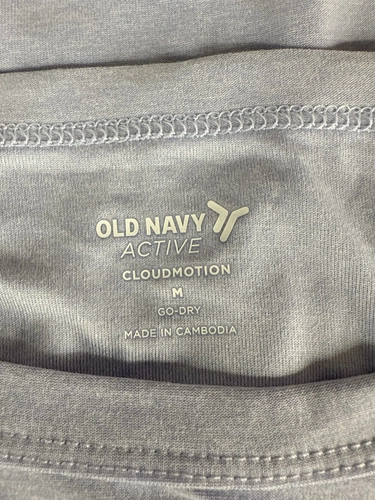 OLD NAVY
ACTIVE
CLOUDMOTION
M
GO-DRY
MADE IN CAMBODIA